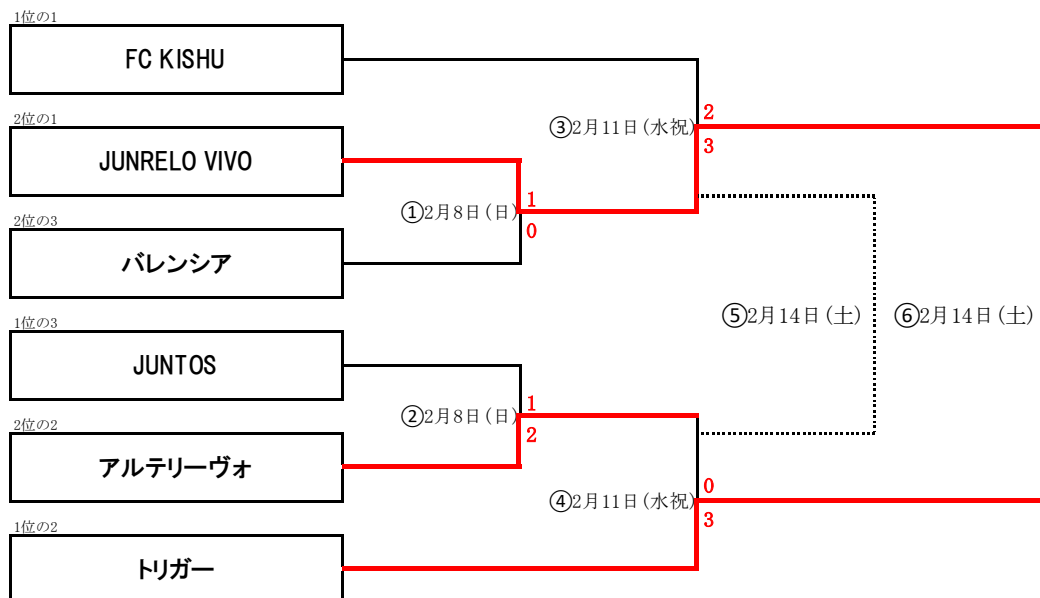 1位の1
FC KISHU
2
③2月11日(水祝)
3
2位の1
JUNRELO VIVO
1
①2月8日(日)
0
2位の3
バレンシア
⑤2月14日(土)
⑥2月14日(土)
1位の3
JUNTOS
1
②2月8日(日)
2
2位の2
アルテリーヴォ
0
④2月11日(水祝)
3
1位の2
トリガー